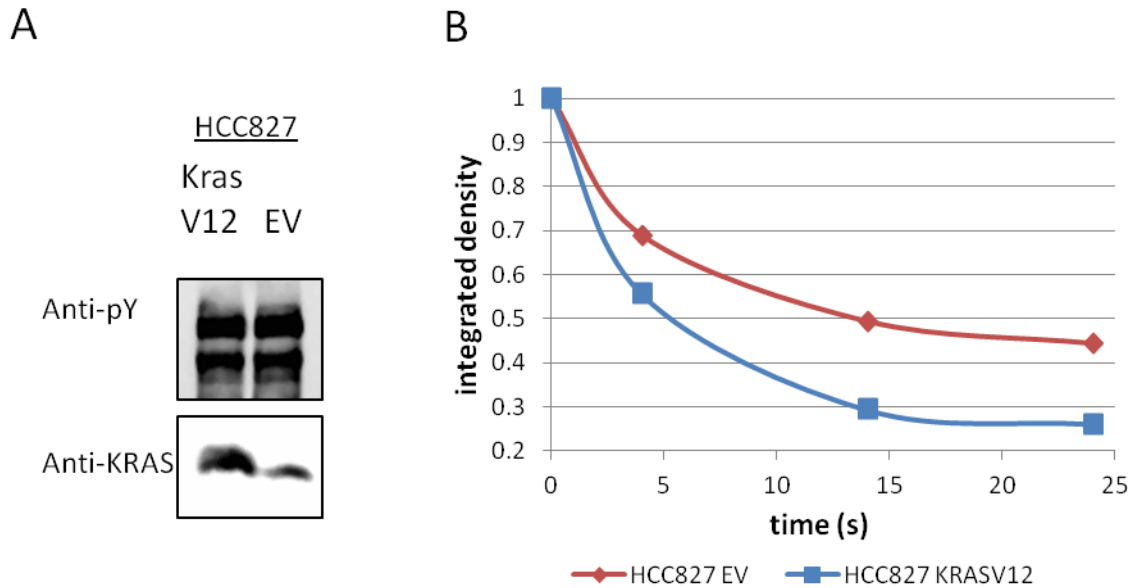 A
HCC827
Kras
V12 EV
Anti-pY
Anti-KRAS
B
integrated density
1
0.9
0.8
0.7
0.6
0.5
0.4
0.3
0.2
0 5 10 15 20 25
time (s)
HCC827 EV HCC827 KRASV12